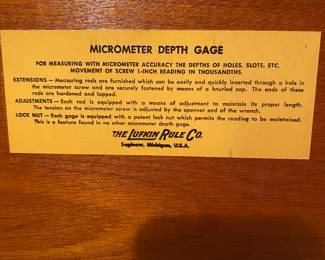 MICROMETER DEPTH GAGE
FOR MEASURING WITH MICROMETER ACCURACY THE DEPTHS OF HOLES, SLOTS, ETC.
MOVEMENT OF SCREW 1-INCH READING IN THOUSANDTHS.
EXTENSIONS — Measuring rods are furnished which can be easily and quickly inserted through a hole in
the micrometer screw and are securely fastened by means of a knurled cap. The ends of these
rods are hardened and lapped.
ADJUSTMENTS — Each rod is equipped with a means of adjustment to maintain its proper length.
The tension on the micrometer screw is adjusted by the spanner end of the wrench.
LOCK NUT — Each gage is equipped with a patent lock nut which permits the reading to be maintained.
This is a feature found in no other micrometer depth gage.
THE LUFKIN RULE CO.
Saginaw, Michigan, U.S.A.